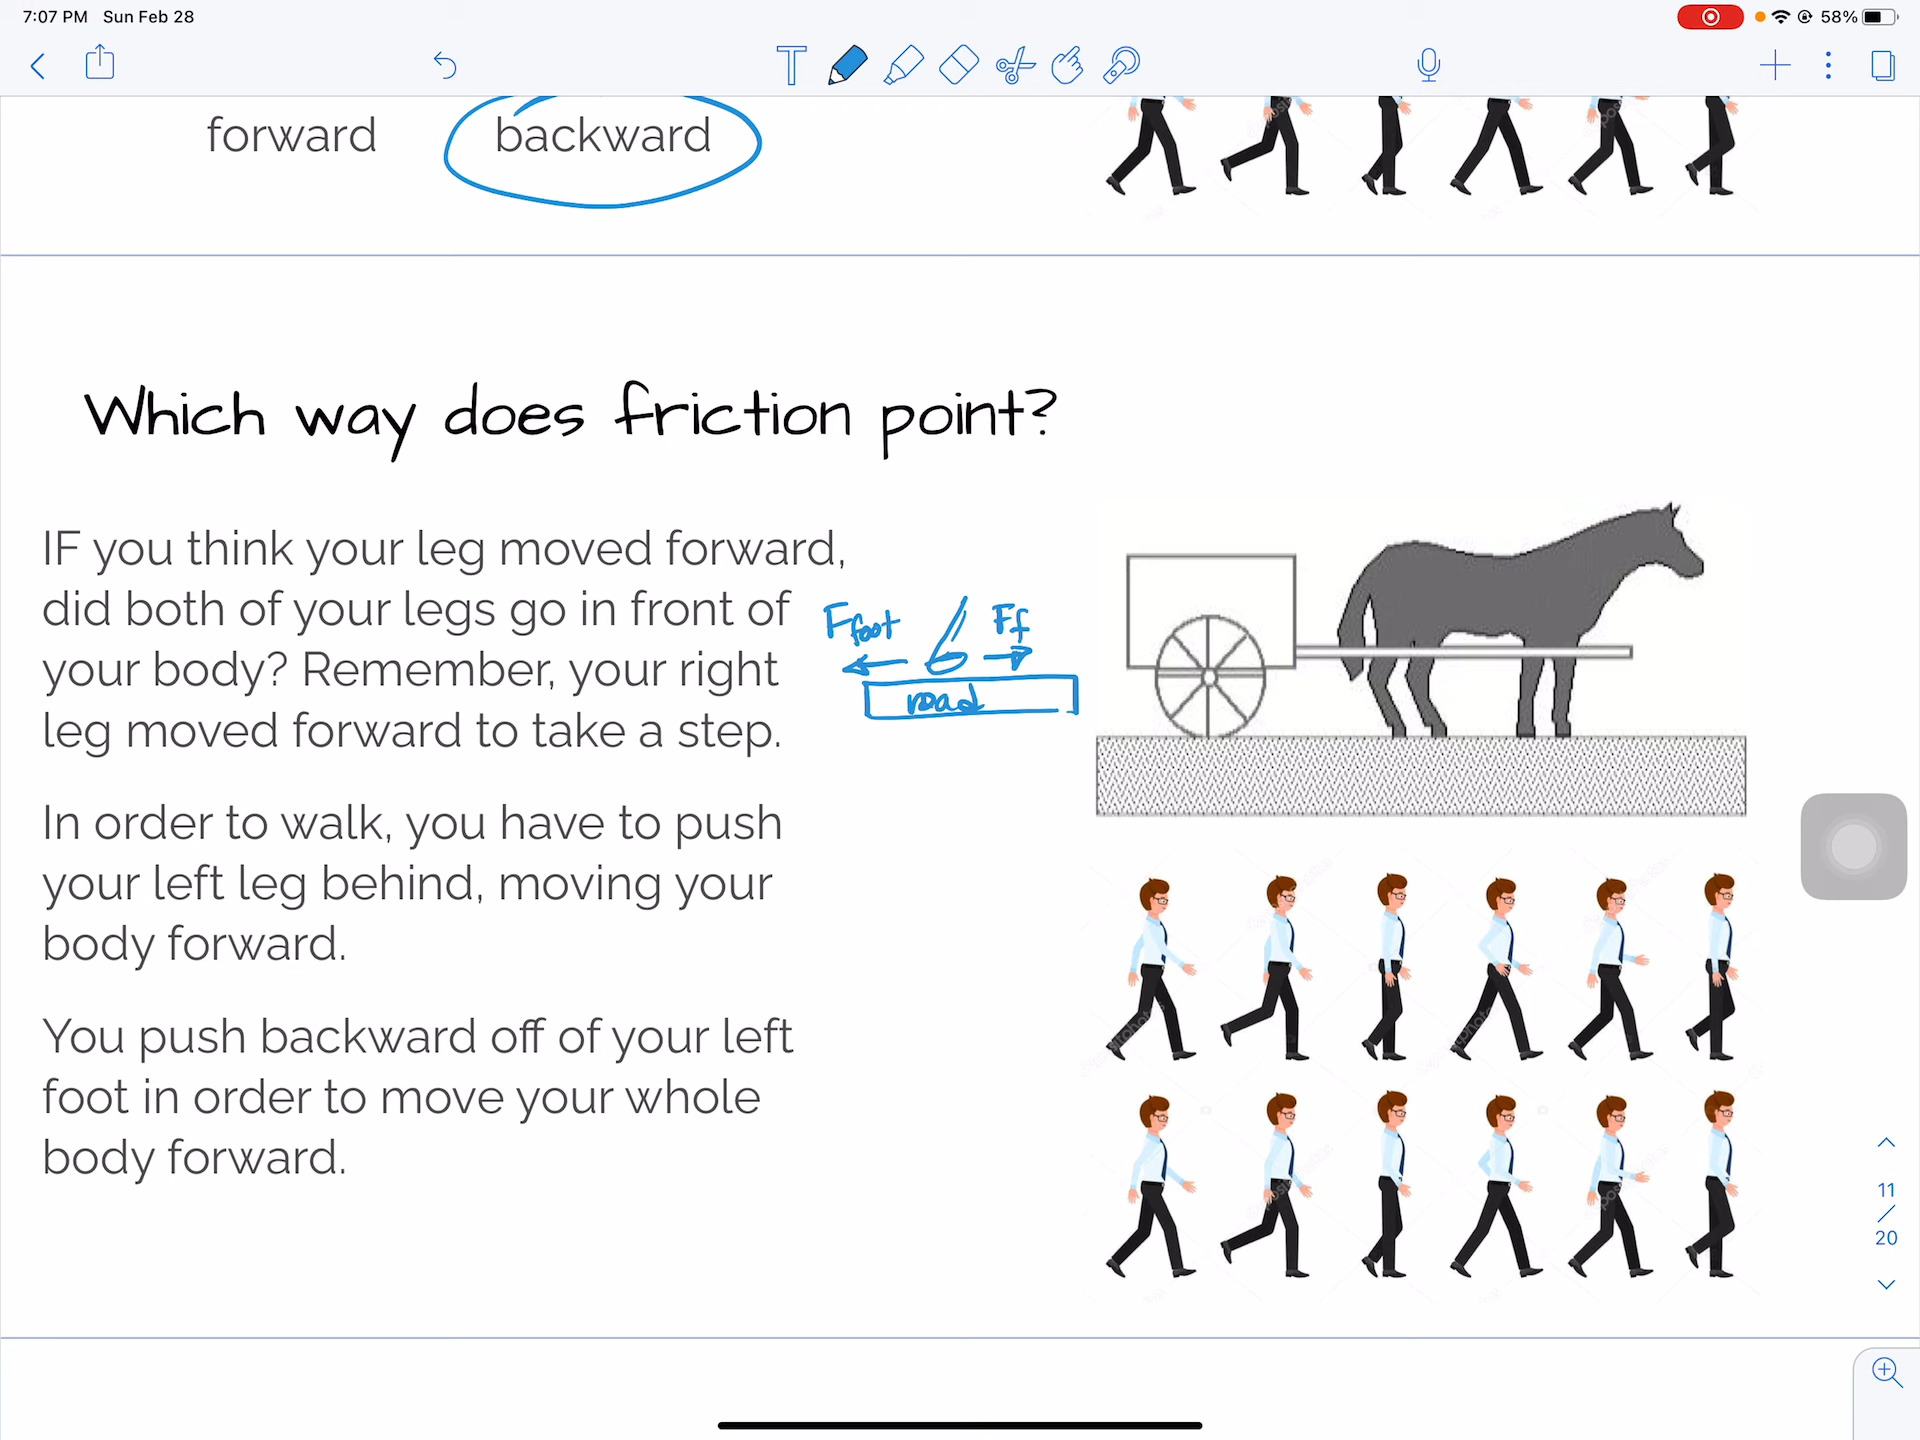 7:07 PM Sun Feb 28
58%
forward backward
Which way does friction point?
IF you think your leg moved forward,
did both of your legs go in front of
your body? Remember, your right
leg moved forward to take a step.
Ffoot Ff
road
In order to walk, you have to push
your left leg behind, moving your
body forward.
You push backward off of your left
foot in order to move your whole
body forward.
11
/
20